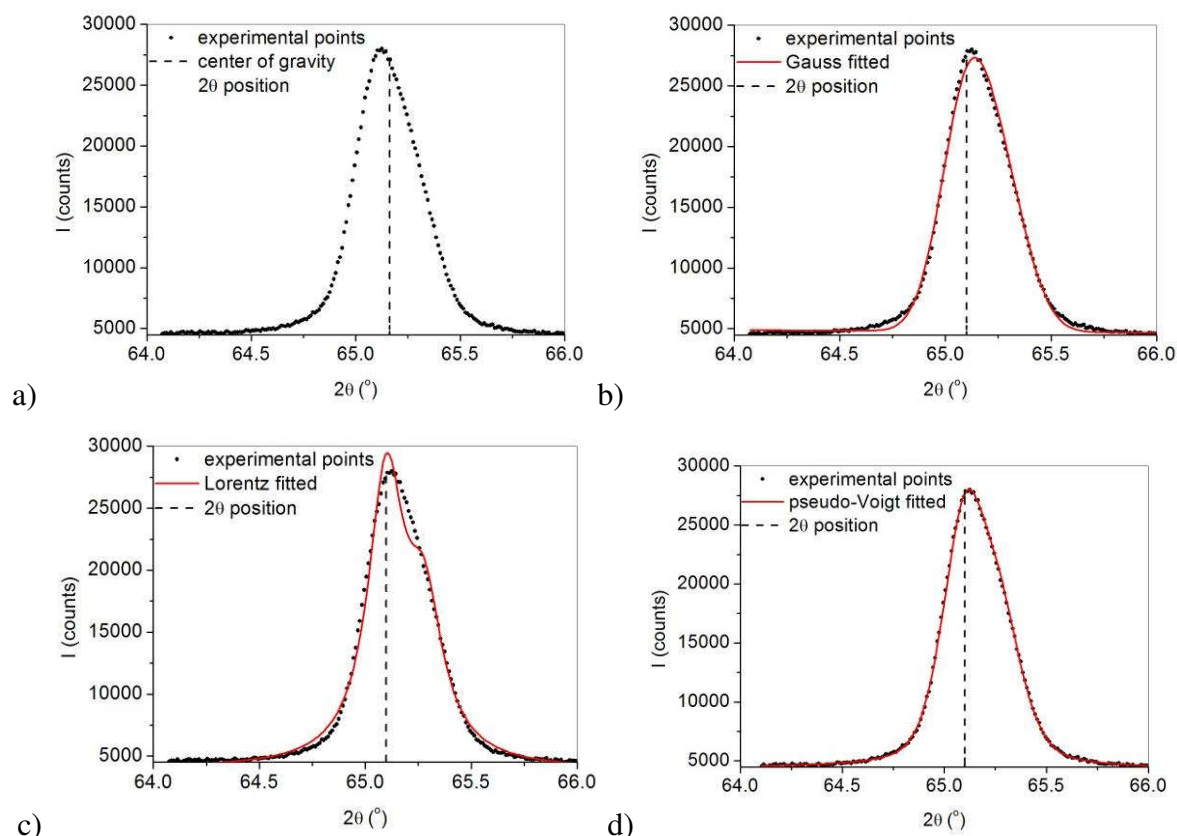 30000
25000
20000
15000
10000
5000
I (counts)
experimental points
center of gravity
2θ position
64.0 64.5 65.0 65.5 66.0
2θ (°)
a)
30000
25000
20000
15000
10000
5000
I (counts)
experimental points
Gauss fitted
2θ position
64.0 64.5 65.0 65.5 66.0
2θ (°)
b)
30000
25000
20000
15000
10000
5000
I (counts)
experimental points
Lorentz fitted
2θ position
64.0 64.5 65.0 65.5 66.0
2θ (°)
c)
30000
25000
20000
15000
10000
5000
I (counts)
experimental points
pseudo-Voigt fitted
2θ position
64.0 64.5 65.0 65.5 66.0
2θ (°)
d)